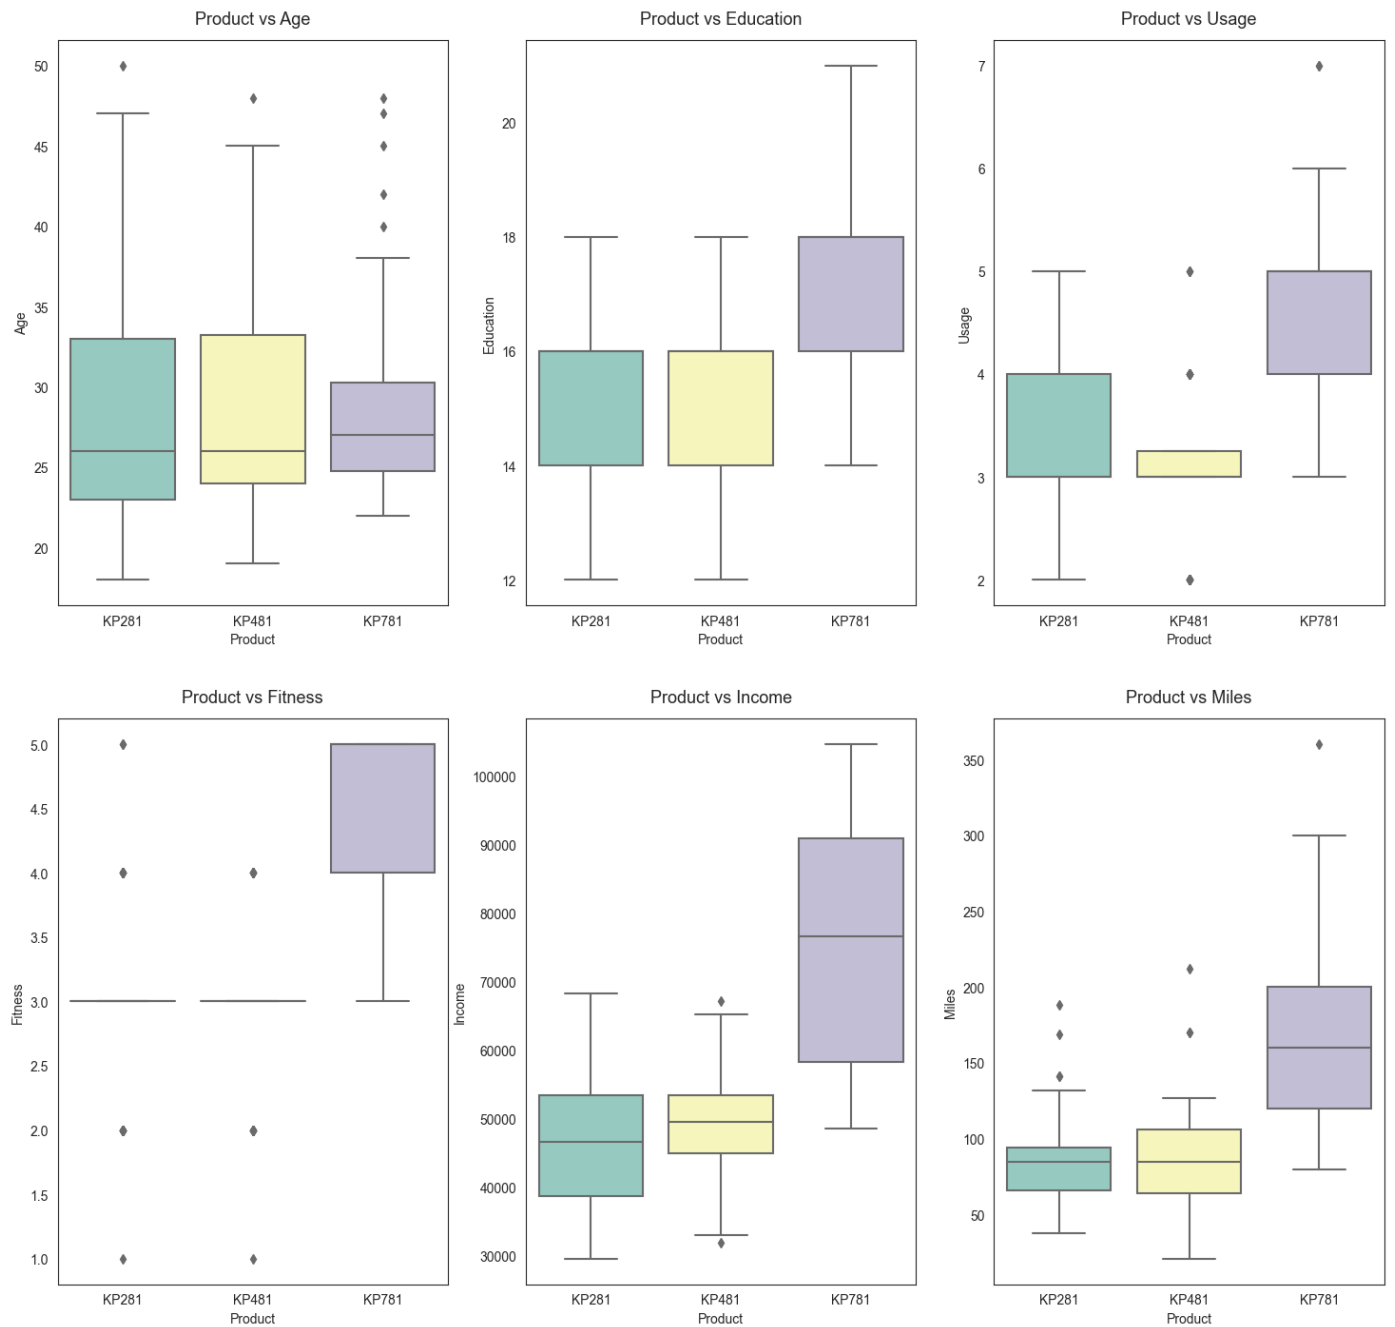 Product vs Age
50
45
40
35
30
25
20
Age
KP281 KP481 KP781
Product
Product vs Education
20
18
16
14
12
Education
KP281 KP481 KP781
Product
Product vs Usage
7
6
5
4
3
2
Usage
KP281 KP481 KP781
Product
Product vs Fitness
5.0
4.5
4.0
3.5
3.0
2.5
2.0
1.5
1.0
Fitness
KP281 KP481 KP781
Product
Product vs Income
100000
90000
80000
70000
60000
50000
40000
30000
Income
KP281 KP481 KP781
Product
Product vs Miles
350
300
250
200
150
100
50
Miles
KP281 KP481 KP781
Product